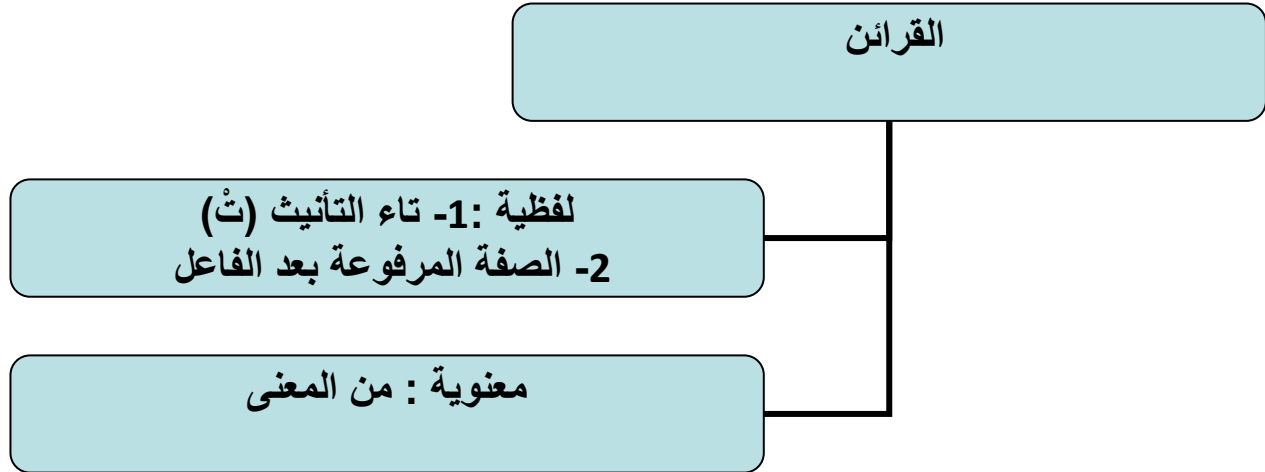 القرائن
لفظية :1- تاء التأنيث (تْ)
2- الصفة المرفوعة بعد الفاعل
معنوية : من المعنى